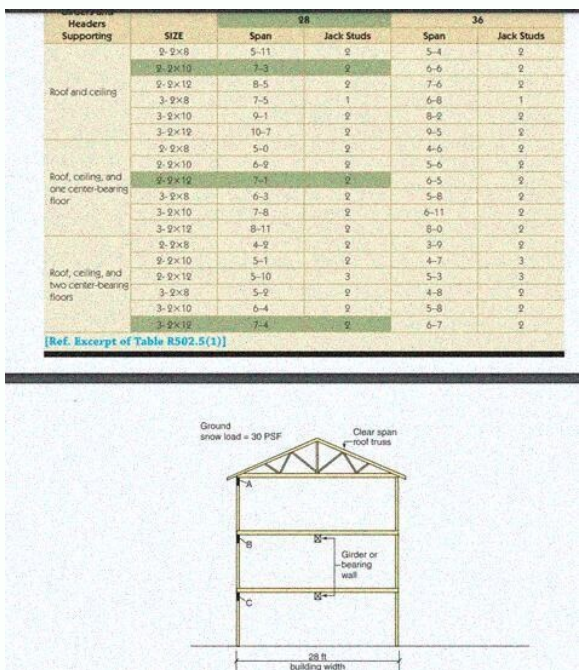 Girders and
Headers
Supporting
28
36
SIZE Span Jack Studs Span Jack Studs
Roof and ceiling
2-2×8 5-11 2 5-4 2
2-2×10 7-3 2 6-6 2
2-2×12 8-5 2 7-6 2
3-2×8 7-5 1 6-8 1
3-2×10 9-1 2 8-2 2
3-2×12 10-7 2 9-5 2
Roof, ceiling, and
one center-bearing
floor
2-2×8 5-0 2 4-6 2
2-2×10 6-2 2 5-6 2
2-2×12 7-1 2 6-5 2
3-2×8 6-3 2 5-8 2
3-2×10 7-8 2 6-11 2
3-2×12 8-11 2 8-0 2
Roof, ceiling, and
two center-bearing
floors
2-2×8 4-2 2 3-9 2
2-2×10 5-1 2 4-7 3
2-2×12 5-10 3 5-3 3
3-2×8 5-2 2 4-8 2
3-2×10 6-4 2 5-8 2
3-2×12 7-4 2 6-7 2
[Ref. Excerpt of Table R502.5(1)]
Ground
snow load = 30 PSF
Clear span
roof truss
A
B
Girder or
bearing
wall
C
28 ft
building width